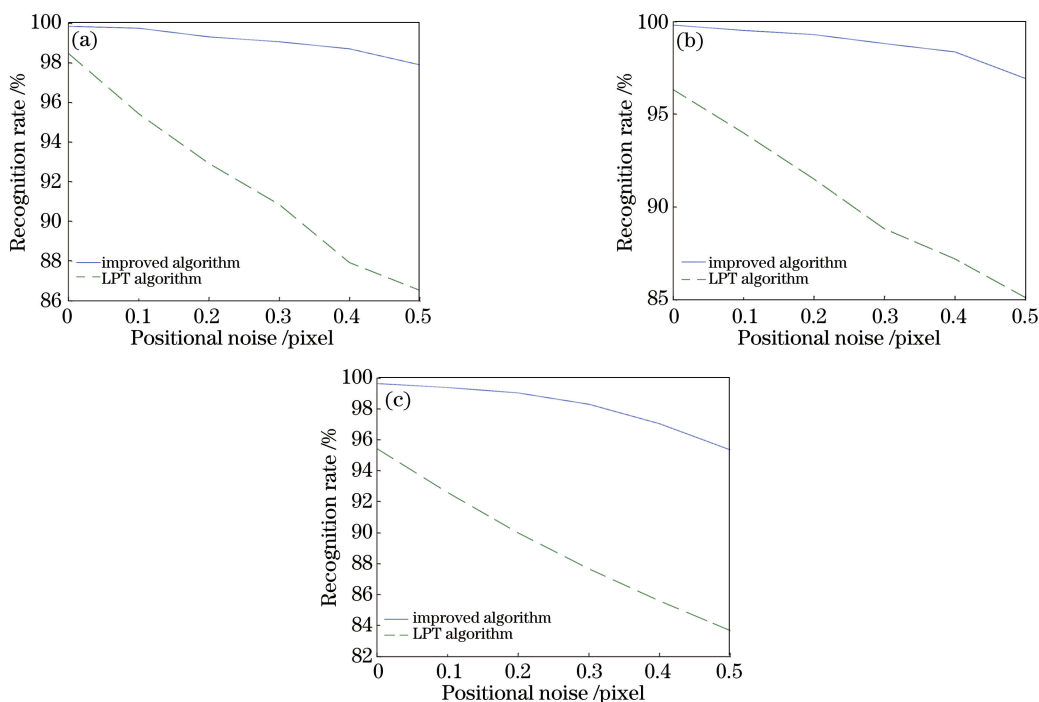 (a)
Recognition rate /%
100
98
96
94
92
90
88
86
improved algorithm
LPT algorithm
0 0.1 0.2 0.3 0.4 0.5
Positional noise /pixel
(b)
Recognition rate /%
100
95
90
85
improved algorithm
LPT algorithm
0 0.1 0.2 0.3 0.4 0.5
Positional noise /pixel
(c)
Recognition rate /%
100
98
96
94
92
90
88
86
84
82
improved algorithm
LPT algorithm
0 0.1 0.2 0.3 0.4 0.5
Positional noise /pixel